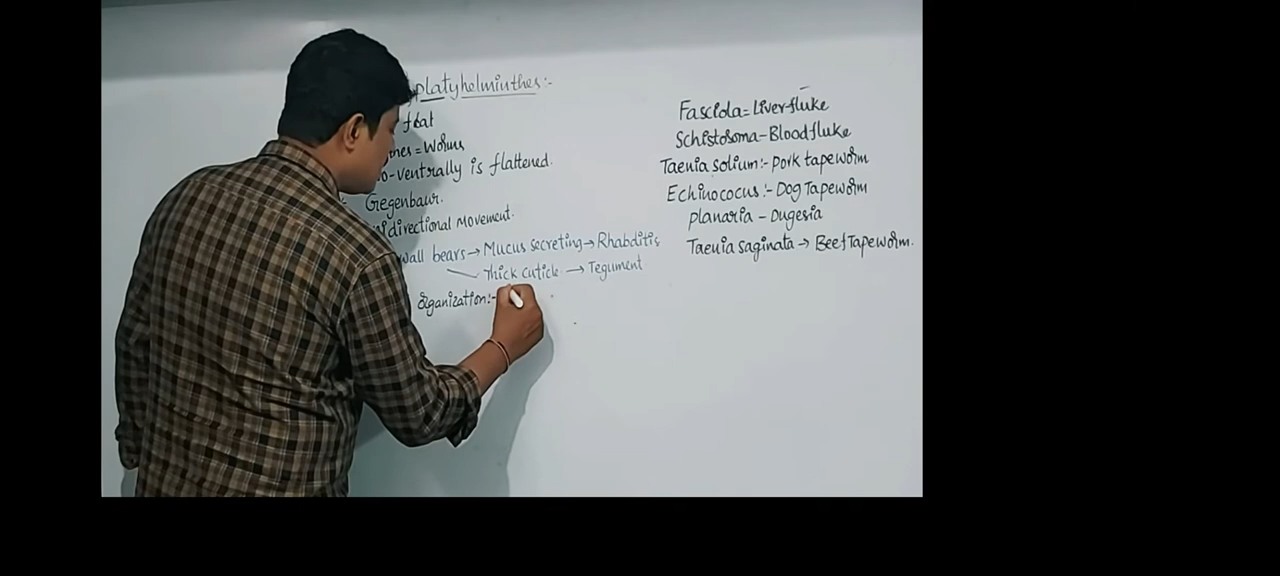 platyhelminthes:-
flat
nes = Worms
o-ventrally is flattened.
Gegenbaur.
directional movement.
wall bears → Mucus secreting → Rhabditis
Thick cuticle → Tegument
Organization:-
Fasciola = Liver fluke
Schistosoma - Blood fluke
Taenia solium :- Pork tapeworm
Echinococus :- Dog Tapeworm
planaria - Dugesia
Taenia saginata → Beef Tapeworm.